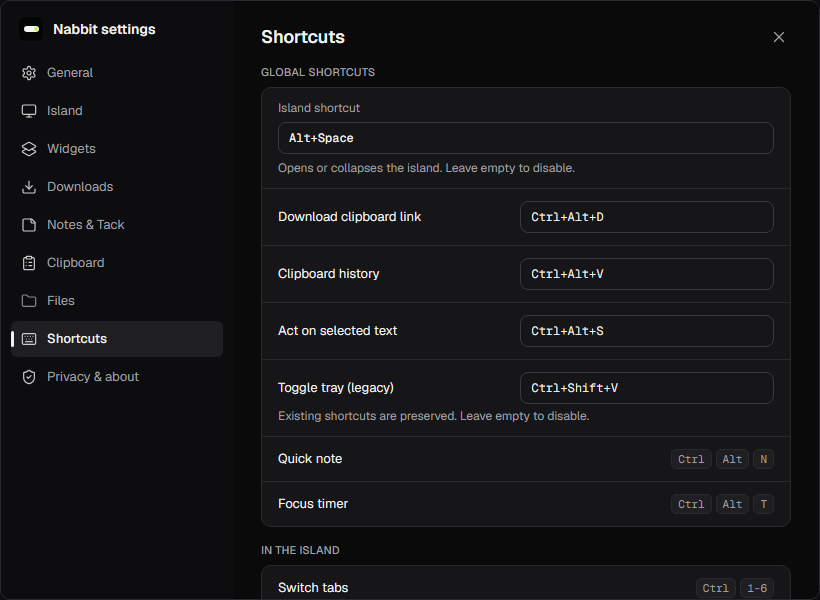 Nabbit settings
General
Island
Widgets
Downloads
Notes & Tack
Clipboard
Files
Shortcuts
Privacy & about
Shortcuts
GLOBAL SHORTCUTS
Island shortcut
Alt+Space
Opens or collapses the island. Leave empty to disable.
Download clipboard link Ctrl+Alt+D
Clipboard history Ctrl+Alt+V
Act on selected text Ctrl+Alt+S
Toggle tray (legacy) Ctrl+Shift+V
Existing shortcuts are preserved. Leave empty to disable.
Quick note Ctrl Alt N
Focus timer Ctrl Alt T
IN THE ISLAND
Switch tabs Ctrl 1-6